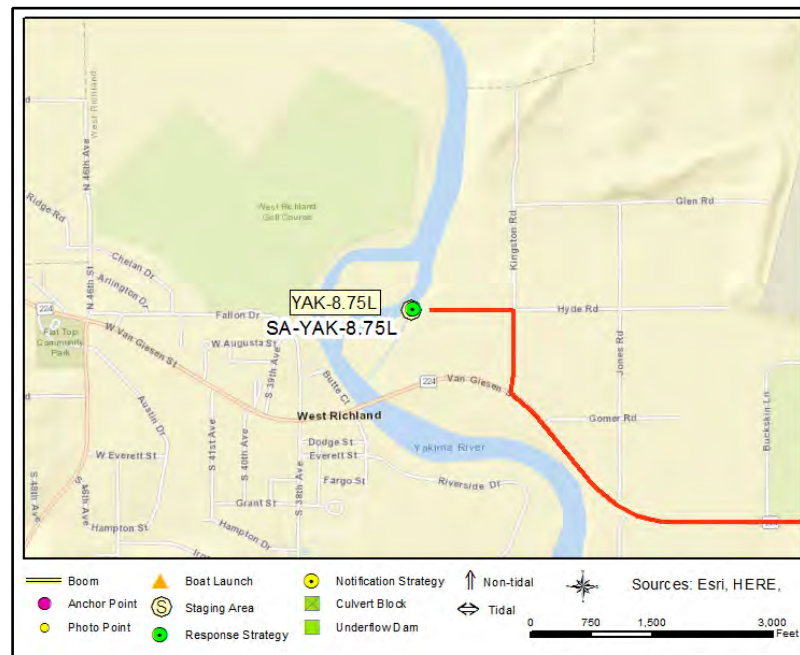 N 46th Ave
West Richland
Ridge Rd
Chelan Dr
Arlington Dr
N 46th St
224
Flat Top
Community
Park
W Van Giesen St
Fallon Dr
W Augusta St
S 39th Ave
West Richland
Golf Course
YAK-8.75L
SA-YAK-8.75L
Kingston Rd
Glen Rd
Hyde Rd
Jones Rd
Butte Ct
224
Van Giesen S
West Richland
Gomer Rd
Buckskin Ln
Austin Dr
W Everett St
S 41st Ave
S 40th Ave
S 38th Ave
Dodge St
Everett St
Fargo St
Yakima River
Riverside Dr
S 48th Ave
S 46th Ave
Grant St
Hampton St
Hampton Dr
Boom
Anchor Point
Photo Point
Boat Launch
S Staging Area
Response Strategy
Notification Strategy
Culvert Block
Underflow Dam
Non-tidal
Tidal
Sources: Esri, HERE,
0 750 1,500 3,000
Feet